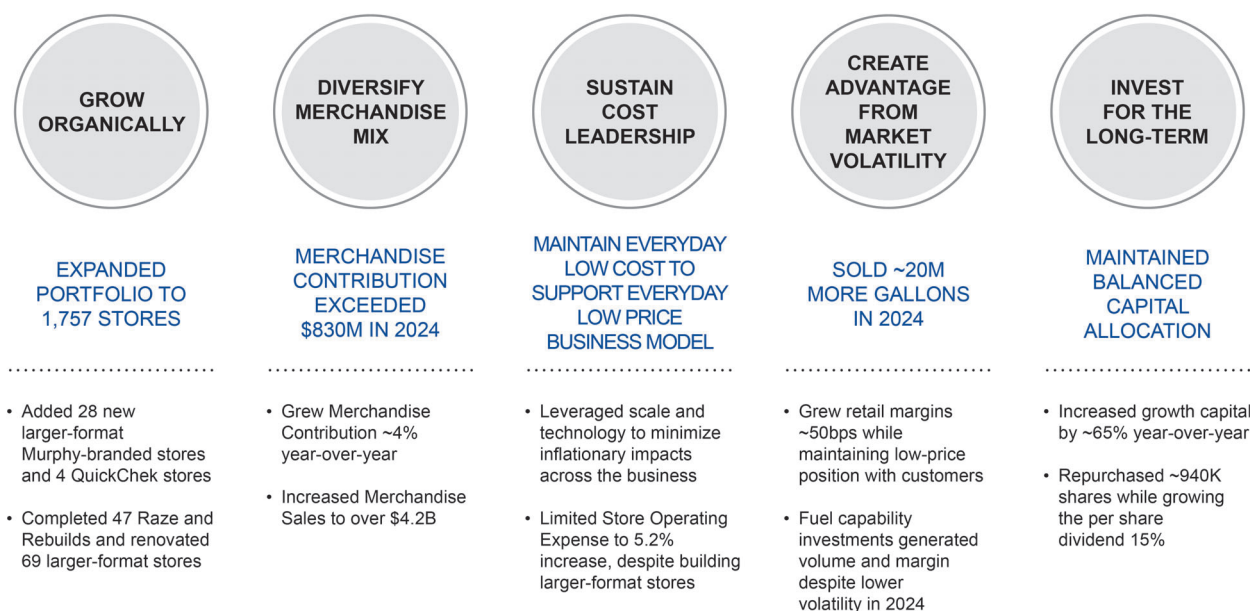 GROW
ORGANICALLY
EXPANDED
PORTFOLIO TO
1,757 STORES
• Added 28 new
larger-format
Murphy-branded stores
and 4 QuickChek stores
• Completed 47 Raze and
Rebuilds and renovated
69 larger-format stores
DIVERSIFY
MERCHANDISE
MIX
MERCHANDISE
CONTRIBUTION
EXCEEDED
$830M IN 2024
• Grew Merchandise
Contribution ~4%
year-over-year
• Increased Merchandise
Sales to over $4.2B
SUSTAIN
COST
LEADERSHIP
MAINTAIN EVERYDAY
LOW COST TO
SUPPORT EVERYDAY
LOW PRICE
BUSINESS MODEL
• Leveraged scale and
technology to minimize
inflationary impacts
across the business
• Limited Store Operating
Expense to 5.2%
increase, despite building
larger-format stores
CREATE
ADVANTAGE
FROM
MARKET
VOLATILITY
SOLD ~20M
MORE GALLONS
IN 2024
• Grew retail margins
~50bps while
maintaining low-price
position with customers
• Fuel capability
investments generated
volume and margin
despite lower
volatility in 2024
INVEST
FOR THE
LONG-TERM
MAINTAINED
BALANCED
CAPITAL
ALLOCATION
• Increased growth capital
by ~65% year-over-year
• Repurchased ~940K
shares while growing
the per share
dividend 15%